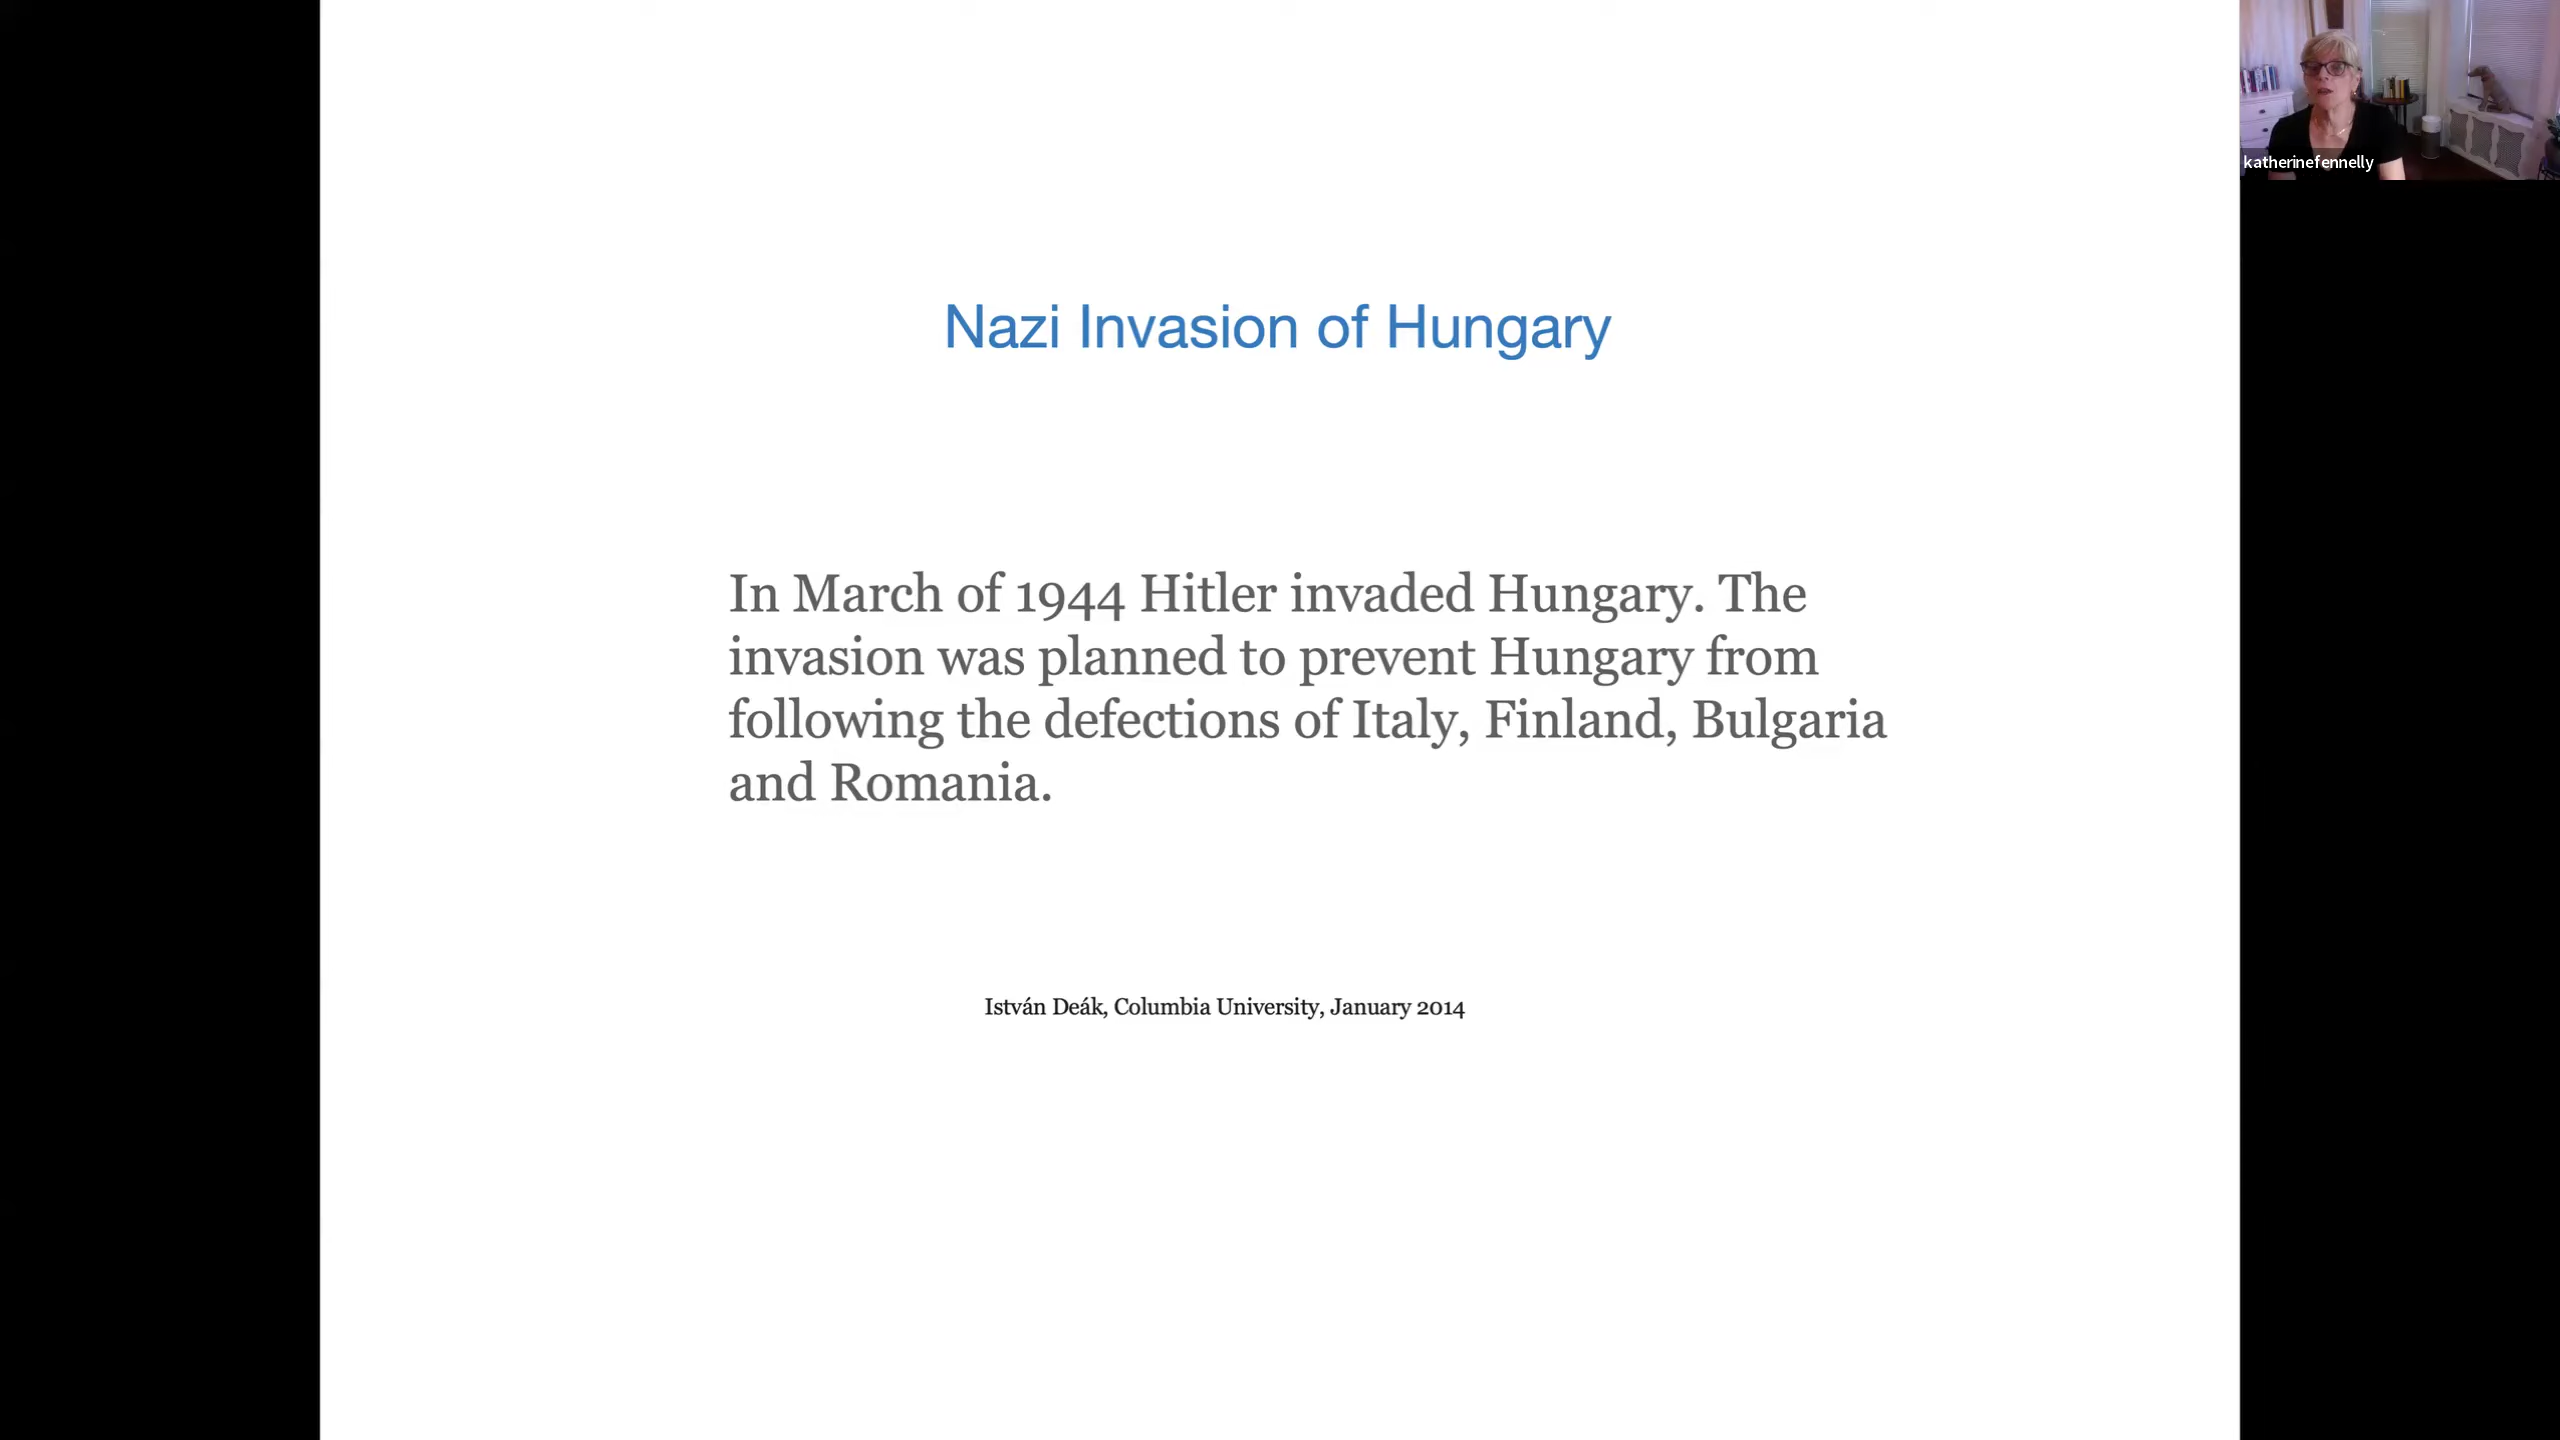 Nazi Invasion of Hungary
In March of 1944 Hitler invaded Hungary. The
invasion was planned to prevent Hungary from
following the defections of Italy, Finland, Bulgaria
and Romania.
István Deák, Columbia University, January 2014
katherinefennelly